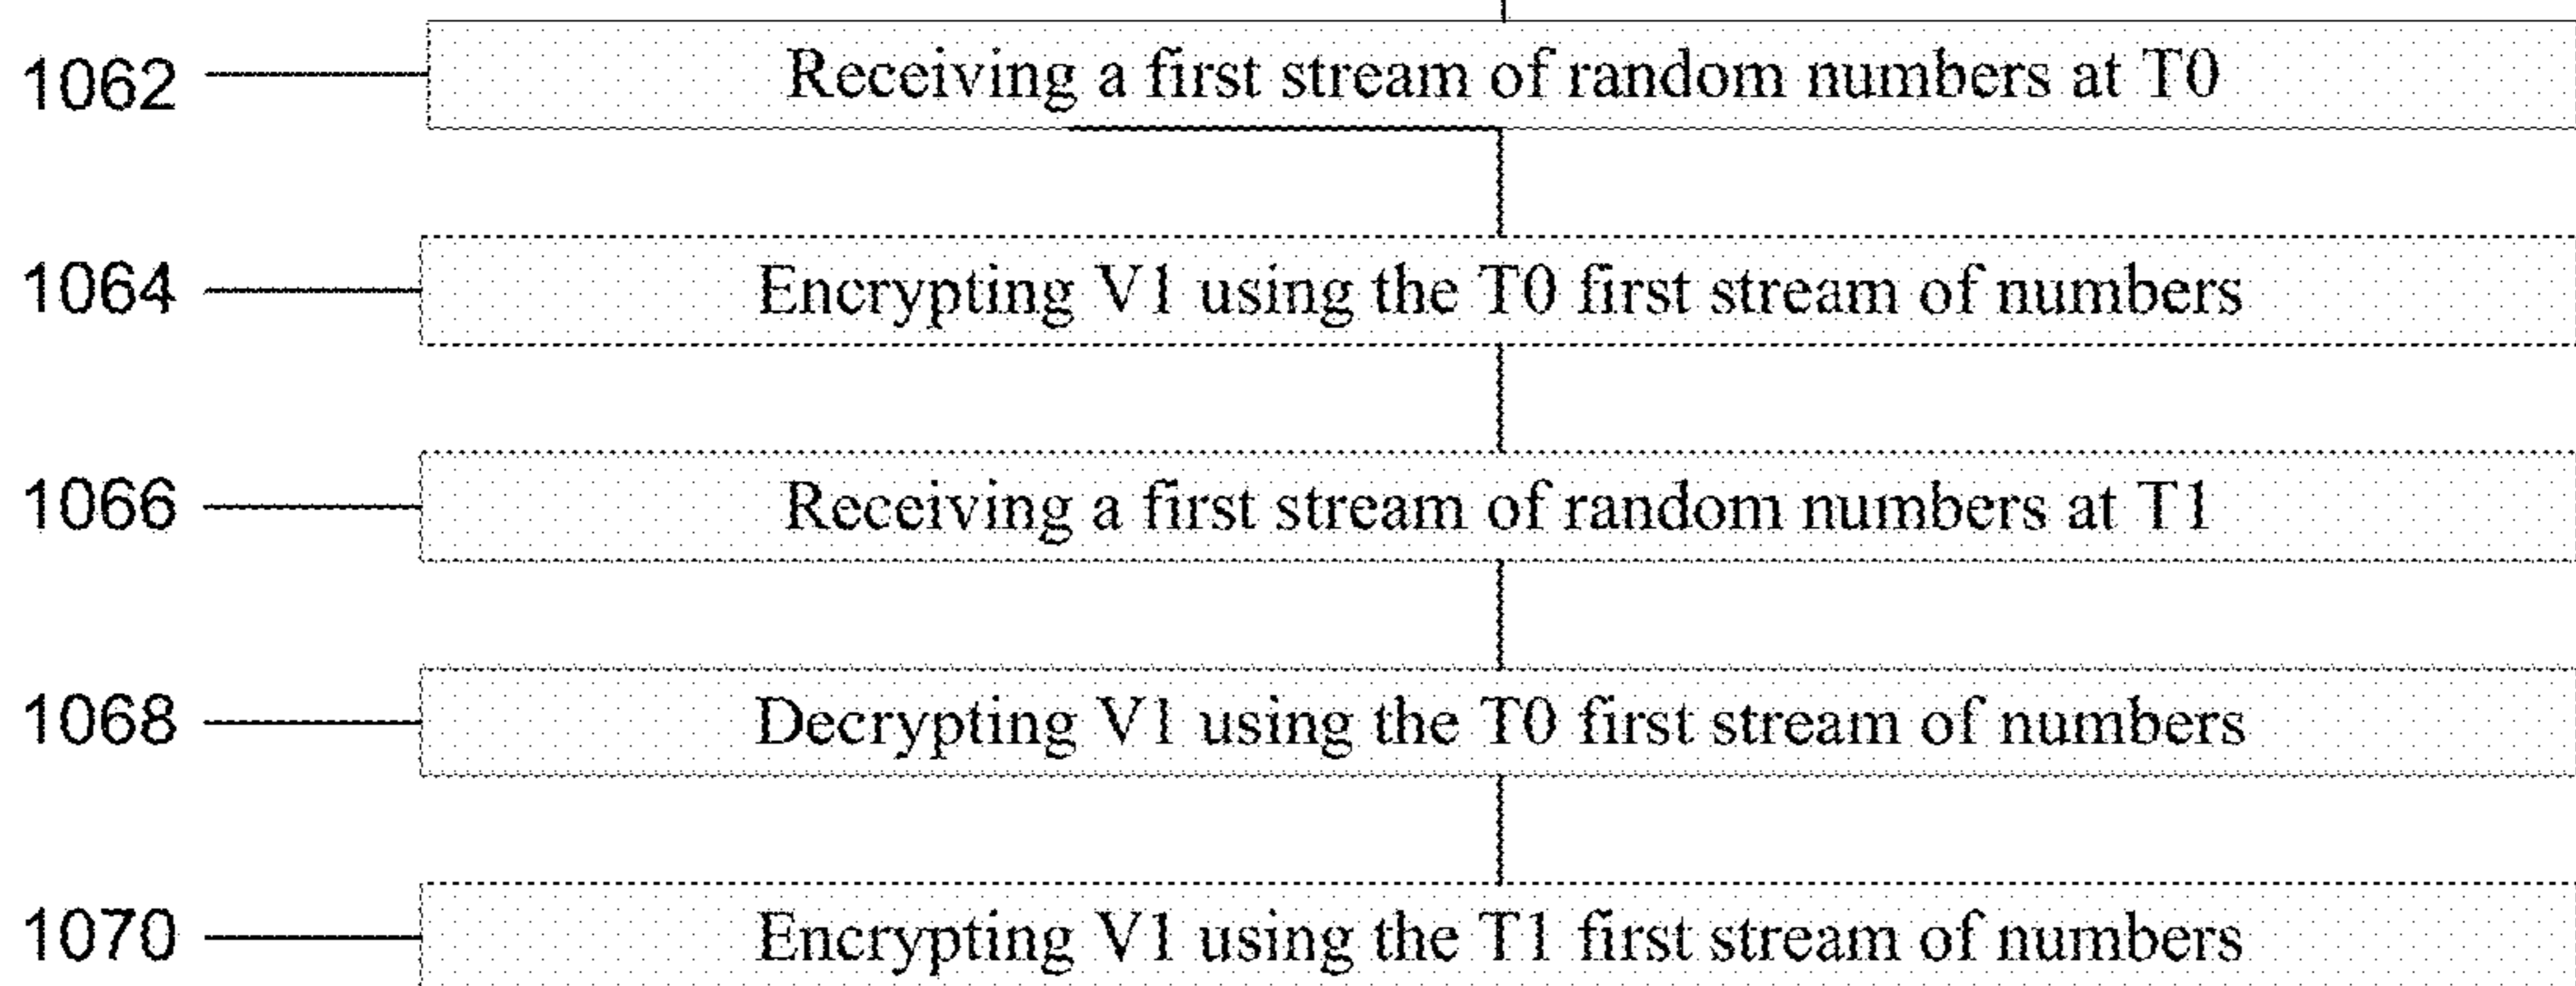 1062 Receiving a first stream of random numbers at T0
1064 Encrypting V1 using the T0 first stream of numbers
1066 Receiving a first stream of random numbers at T1
1068 Decrypting V1 using the T0 first stream of numbers
1070 Encrypting V1 using the T1 first stream of numbers